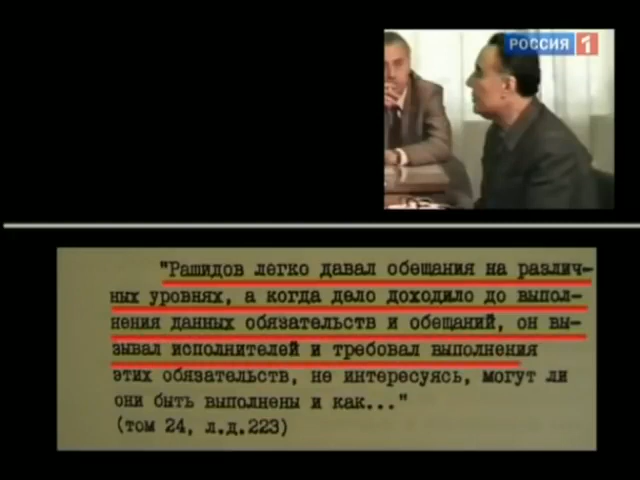 РОССИЯ 1
"Рашидов легко давал обещания на различ-
ных уровнях, а когда дело доходило до выпол-
нения данных обязательств и обещаний, он вы-
зывал исполнителей и требовал выполнения
этих обязательств, не интересуясь, могут ли
они быть выполнены и как..."
(том 24, л.д.223)